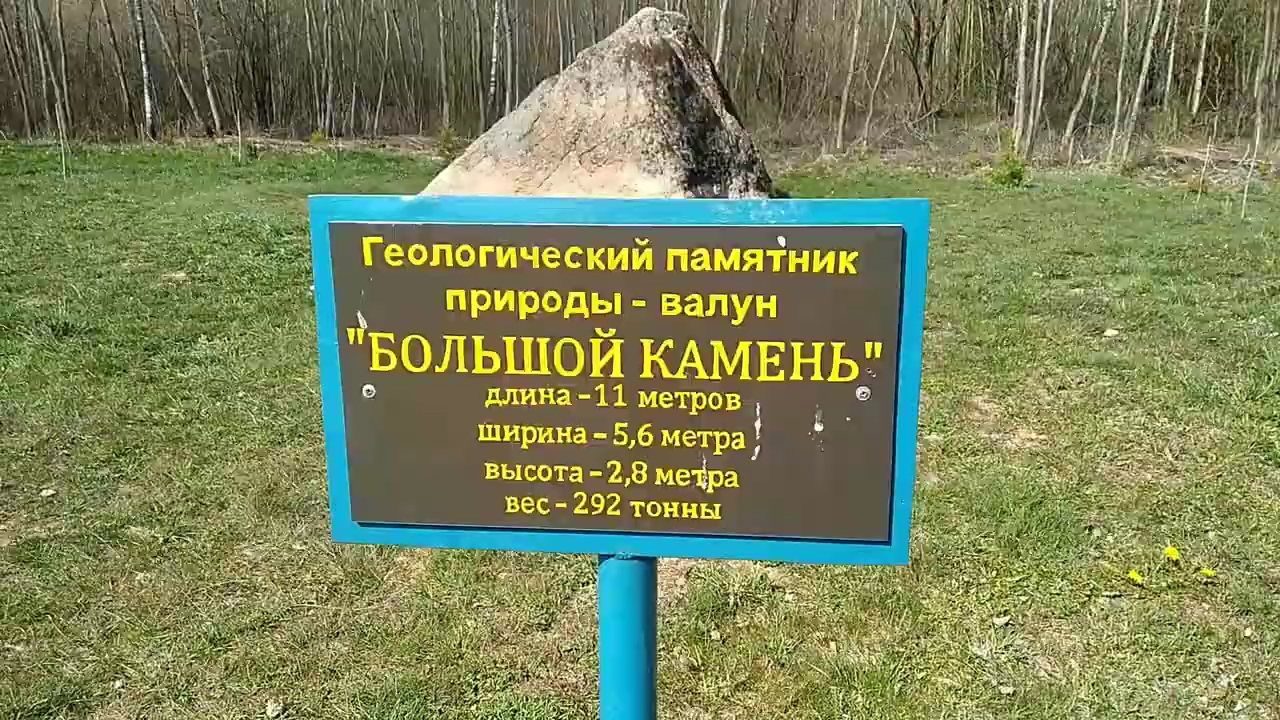 Геологический памятник
природы - валун
"БОЛЬШОЙ КАМЕНЬ"
длина - 11 метров
ширина - 5,6 метра
высота - 2,8 метра
вес - 292 тонны